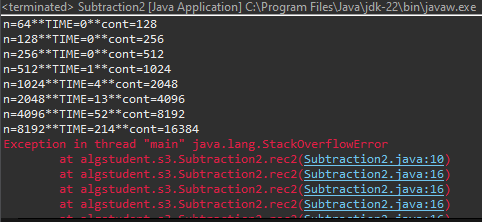 <terminated> Subtraction2 [Java Application] C:\Program Files\Java\jdk-22\bin\javaw.exe
n=64**TIME=0**cont=128
n=128**TIME=0**cont=256
n=256**TIME=0**cont=512
n=512**TIME=1**cont=1024
n=1024**TIME=4**cont=2048
n=2048**TIME=13**cont=4096
n=4096**TIME=52**cont=8192
n=8192**TIME=214**cont=16384
Exception in thread "main" java.lang.StackOverflowError
at algstudent.s3.Subtraction2.rec2(Subtraction2.java:10)
at algstudent.s3.Subtraction2.rec2(Subtraction2.java:16)
at algstudent.s3.Subtraction2.rec2(Subtraction2.java:16)
at algstudent.s3.Subtraction2.rec2(Subtraction2.java:16)
at algstudent.s3.Subtraction2.rec2(Subtraction2.java:16)